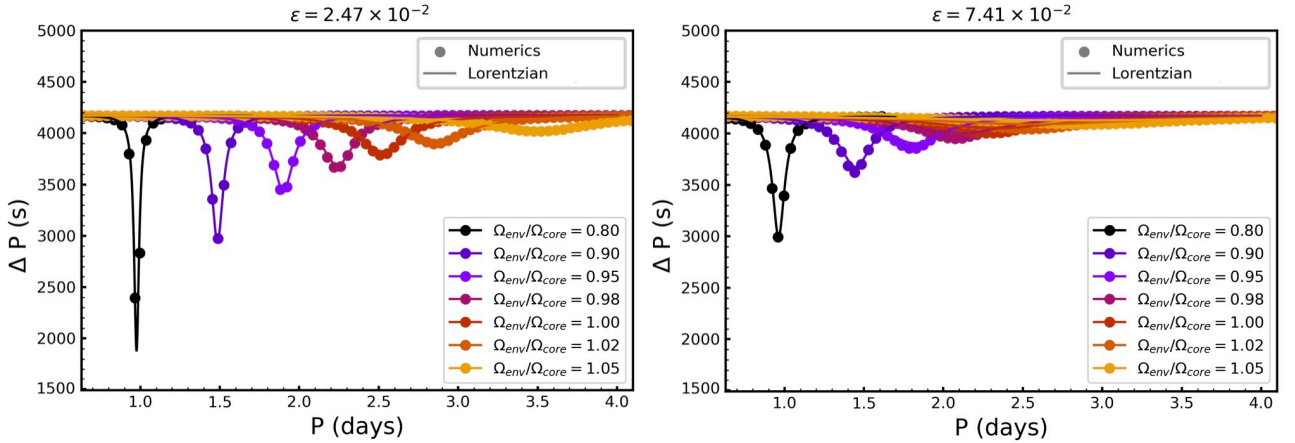 ε = 2.47 × 10⁻²
5000
4500
4000
3500
3000
2500
2000
1500
Δ P (s)
1.0 1.5 2.0 2.5 3.0 3.5 4.0
P (days)
Numerics
Lorentzian
Ω_env/Ω_core = 0.80
Ω_env/Ω_core = 0.90
Ω_env/Ω_core = 0.95
Ω_env/Ω_core = 0.98
Ω_env/Ω_core = 1.00
Ω_env/Ω_core = 1.02
Ω_env/Ω_core = 1.05
ε = 7.41 × 10⁻²
5000
4500
4000
3500
3000
2500
2000
1500
Δ P (s)
1.0 1.5 2.0 2.5 3.0 3.5 4.0
P (days)
Numerics
Lorentzian
Ω_env/Ω_core = 0.80
Ω_env/Ω_core = 0.90
Ω_env/Ω_core = 0.95
Ω_env/Ω_core = 0.98
Ω_env/Ω_core = 1.00
Ω_env/Ω_core = 1.02
Ω_env/Ω_core = 1.05